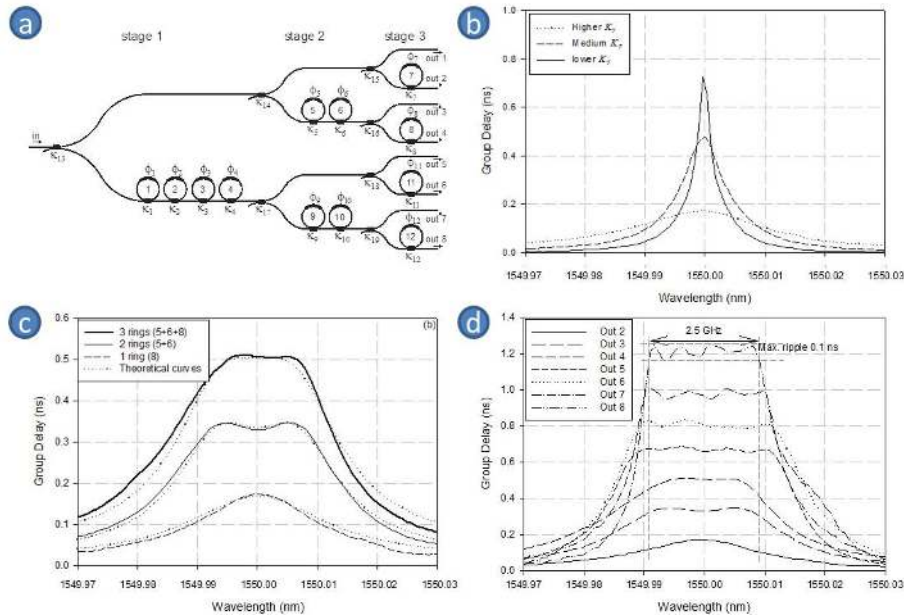 a
stage 1
stage 2
stage 3
in
κ13
κ14
κ15
κ16
κ17
κ18
κ19
Φ1 Φ2 Φ3 Φ4
1 2 3 4
κ1 κ2 κ3 κ4
Φ5 Φ6
5 6
κ5 κ6
Φ7
7
κ7
Φ8
8
κ8
Φ9 Φ10
9 10
κ9 κ10
Φ11
11
κ11
Φ12
12
κ12
out 1
out 2
out 3
out 4
out 5
out 6
out 7
out 8
b
Higher κr
Medium κr
lower κr
Group Delay (ns)
1.0
0.8
0.6
0.4
0.2
0.0
1549.97 1549.98 1549.99 1550.00 1550.01 1550.02 1550.03
Wavelength (nm)
c
(b)
3 rings (5+6+8)
2 rings (5+6)
1 ring (8)
Theoretical curves
Group Delay (ns)
0.6
0.5
0.4
0.3
0.2
0.1
0.0
1549.97 1549.98 1549.99 1550.00 1550.01 1550.02 1550.03
Wavelength (nm)
d
Out 2
Out 3
Out 4
Out 5
Out 6
Out 7
Out 8
2.5 GHz
Max. ripple 0.1 ns
Group Delay (ns)
1.4
1.2
1.0
0.8
0.6
0.4
0.2
0.0
1549.97 1549.98 1549.99 1550.00 1550.01 1550.02 1550.03
Wavelength (nm)